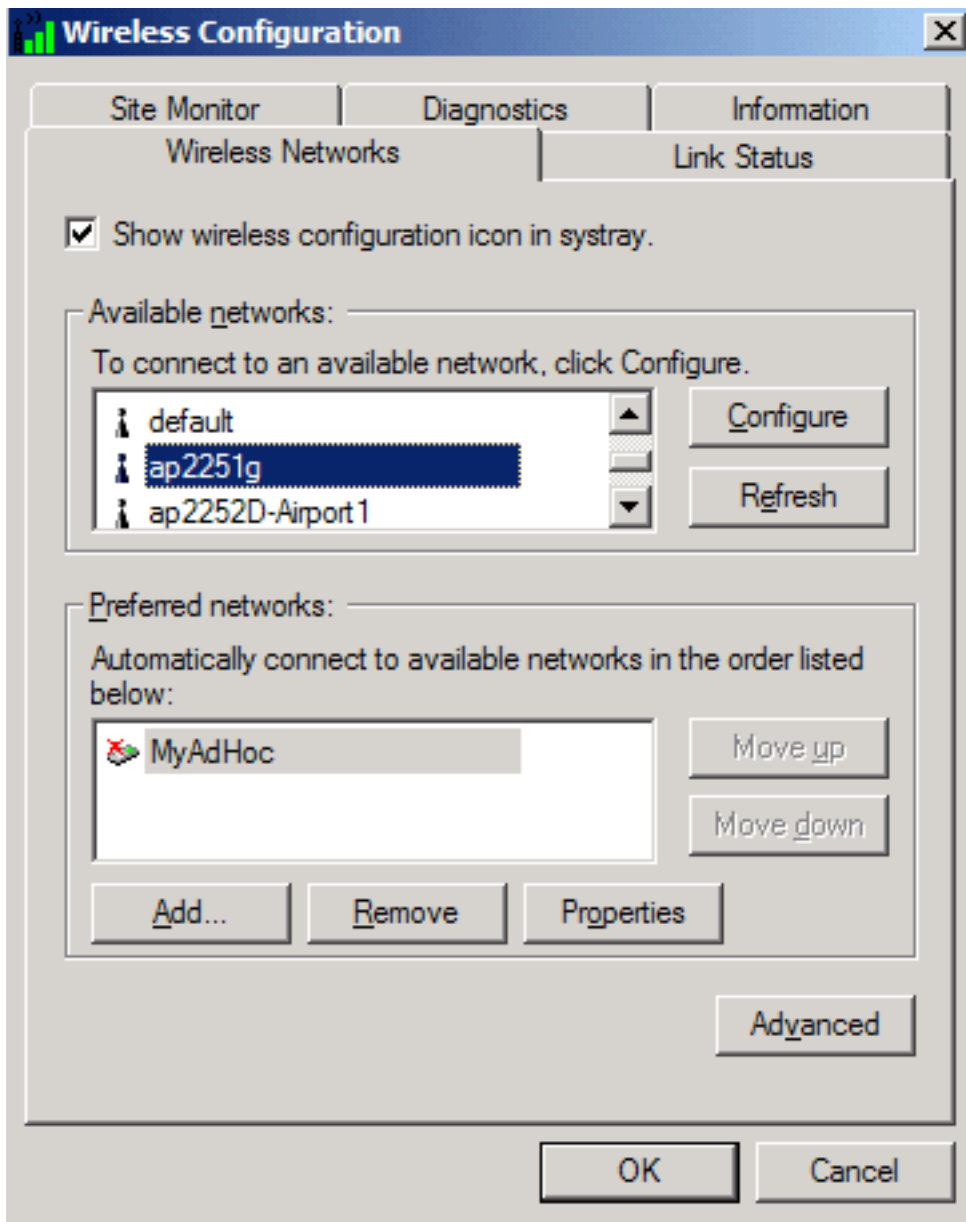 Wireless Configuration
Site Monitor
Diagnostics
Information
Wireless Networks
Link Status
Show wireless configuration icon in systray.
Available networks:
To connect to an available network, click Configure.
default
ap2251g
ap2252D-Airport1
Configure
Refresh
Preferred networks:
Automatically connect to available networks in the order listed
below:
MyAdHoc
Move up
Move down
Add...
Remove
Properties
Advanced
OK
Cancel